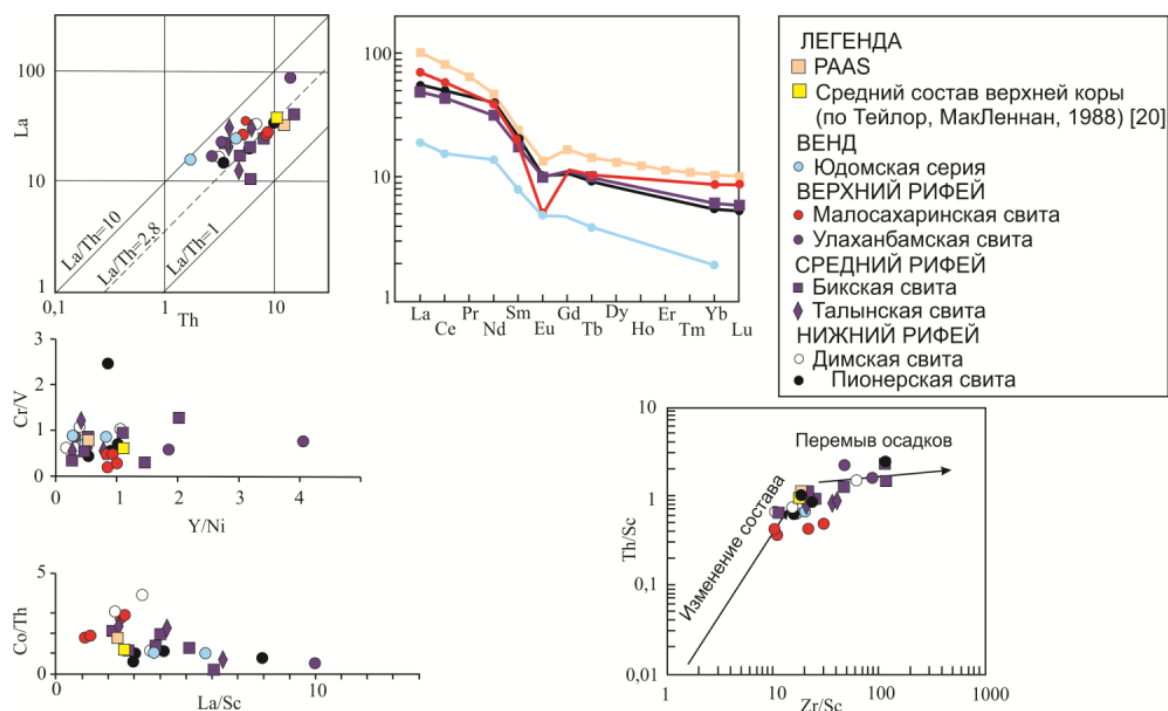 La
100
10
1
La/Th=10
La/Th=2,8
La/Th=1
0,1
1
10
Th
100
10
1
La
Ce
Pr
Nd
Sm
Eu
Gd
Tb
Dy
Ho
Er
Tm
Yb
Lu
ЛЕГЕНДА
PAAS
Средний состав верхней коры
(по Тейлор, МакЛеннан, 1988) [20]
ВЕНД
Юдомская серия
ВЕРХНИЙ РИФЕЙ
Малосахаринская свита
Улаханбамская свита
СРЕДНИЙ РИФЕЙ
Бикская свита
Талынская свита
НИЖНИЙ РИФЕЙ
Димская свита
Пионерская свита
Cr/V
3
2
1
0
0
1
2
3
4
Y/Ni
Co/Th
5
0
0
10
La/Sc
Th/Sc
10
1
0,1
0,01
Перемыв осадков
Изменение состава
1
10
100
1000
Zr/Sc